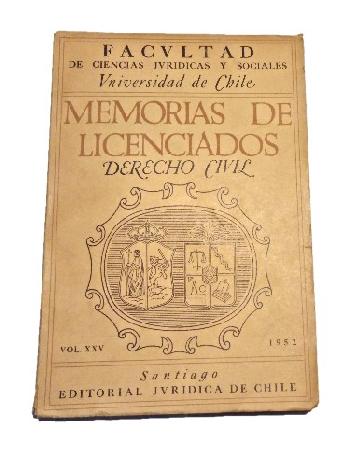 FACVLTAD
DE CIENCIAS JVRIDICAS Y SOCIALES
Vniversidad de Chile
MEMORIAS DE
LICENCIADOS
DERECHO CIVIL
VOL. XXV 1952
Santiago
EDITORIAL JVRIDICA DE CHILE